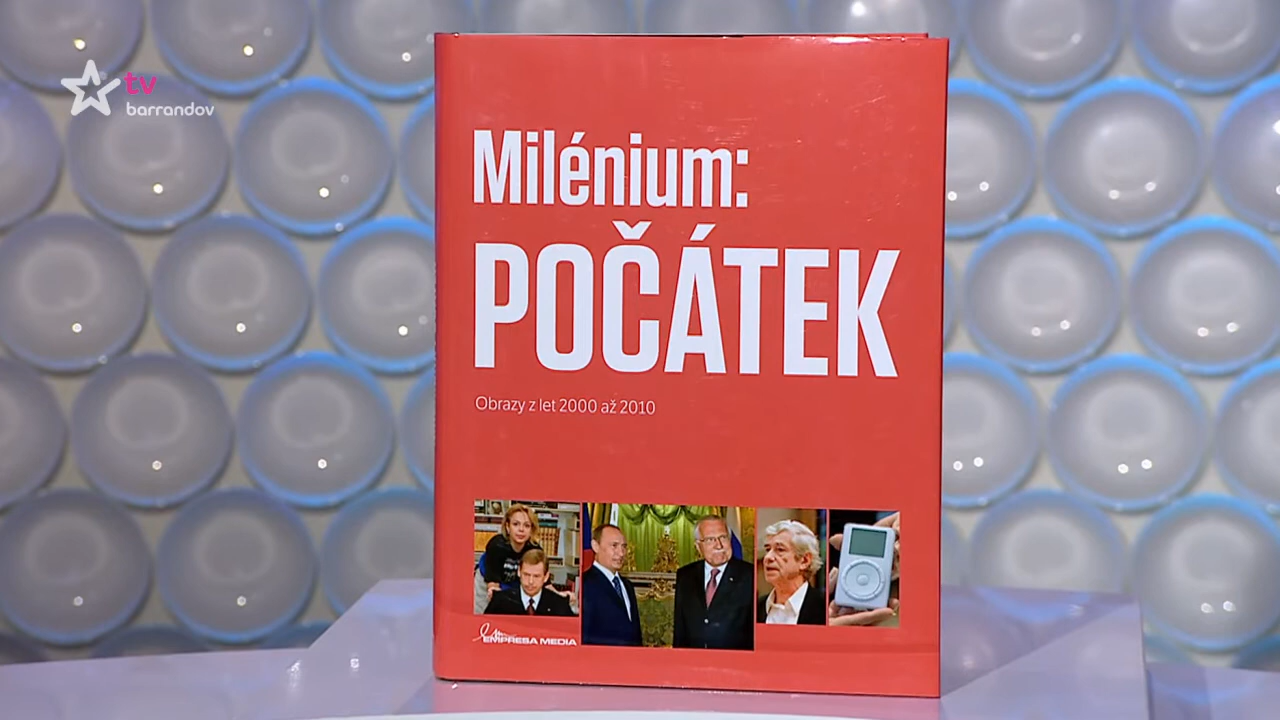 tv
barrandov
Milénium:
POČÁTEK
Obrazy z let 2000 až 2010
EMPRESA MEDIA